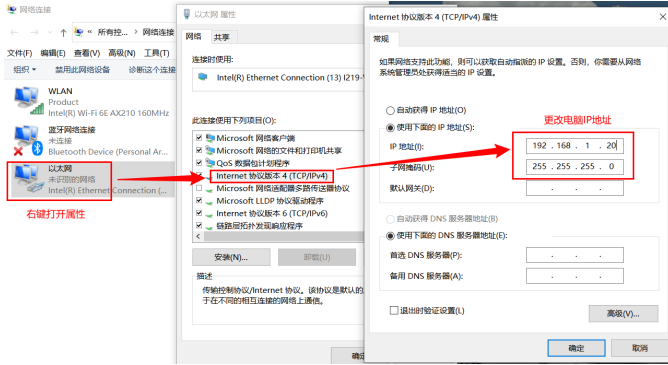 网络连接
« 所有控... › 网络连接
文件(F) 编辑(E) 查看(V) 高级(N) 工具(T)
组织 禁用此网络设备 诊断这个连接
WLAN
Product
Intel(R) Wi-Fi 6E AX210 160MHz
蓝牙网络连接
未连接
Bluetooth Device (Personal Ar...
以太网
未识别的网络
Intel(R) Ethernet Connection (...
右键打开属性
以太网 属性
网络 共享
连接时使用:
Intel(R) Ethernet Connection (13) I219-
此连接使用下列项目(O):
Microsoft 网络客户端
Microsoft 网络的文件和打印机共享
QoS 数据包计划程序
Internet 协议版本 4 (TCP/IPv4)
Microsoft 网络适配器多路传送器协议
Microsoft LLDP 协议驱动程序
Internet 协议版本 6 (TCP/IPv6)
链路层拓扑发现响应程序
安装(N)... 卸载(U)
描述
传输控制协议/Internet 协议。该协议是默认的
于在不同的相互连接的网络上通信。
确定
Internet 协议版本 4 (TCP/IPv4) 属性
常规
如果网络支持此功能，则可以获取自动指派的 IP 设置。否则，你需要从网
络系统管理员处获得适当的 IP 设置。
自动获得 IP 地址(O)
更改电脑IP地址
使用下面的 IP 地址(S):
IP 地址(I): 192 . 168 . 1 . 20
子网掩码(U): 255 . 255 . 255 . 0
默认网关(D): . . .
自动获得 DNS 服务器地址(B)
使用下面的 DNS 服务器地址(E):
首选 DNS 服务器(P): . . .
备用 DNS 服务器(A): . . .
退出时验证设置(L) 高级(V)...
确定 取消